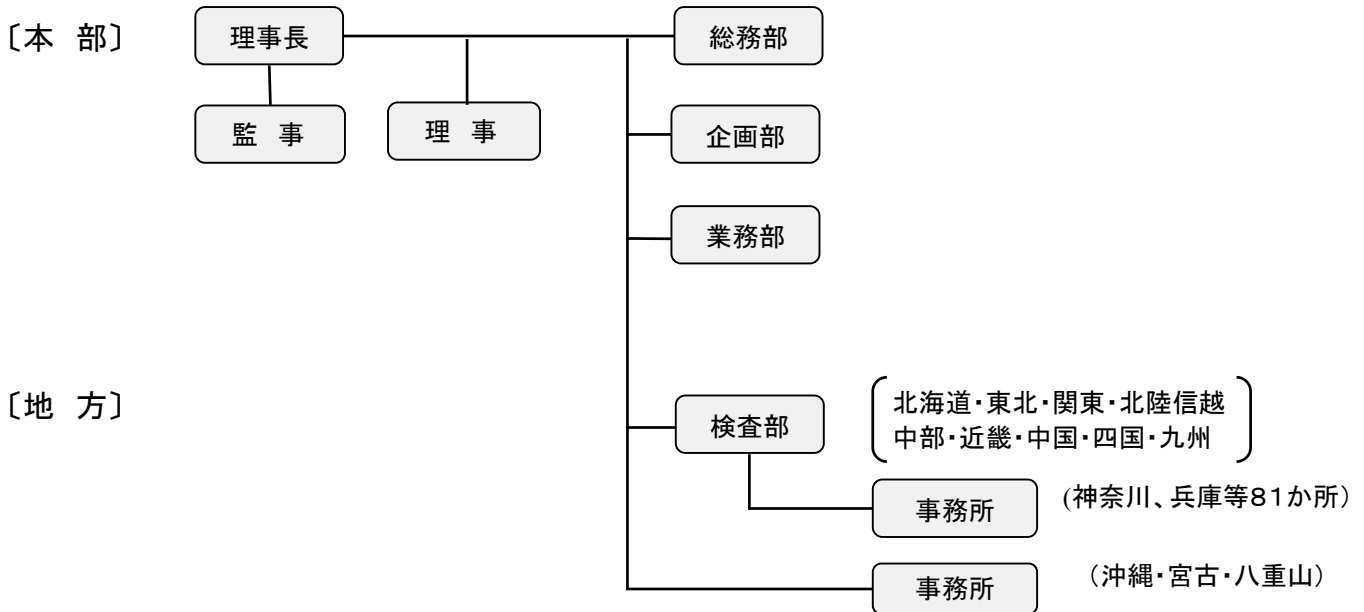 〔本 部〕
理事長
総務部
監 事
理 事
企画部
業務部
〔地 方〕
検査部
北海道・東北・関東・北陸信越
中部・近畿・中国・四国・九州
事務所
(神奈川、兵庫等81か所)
事務所
(沖縄・宮古・八重山)